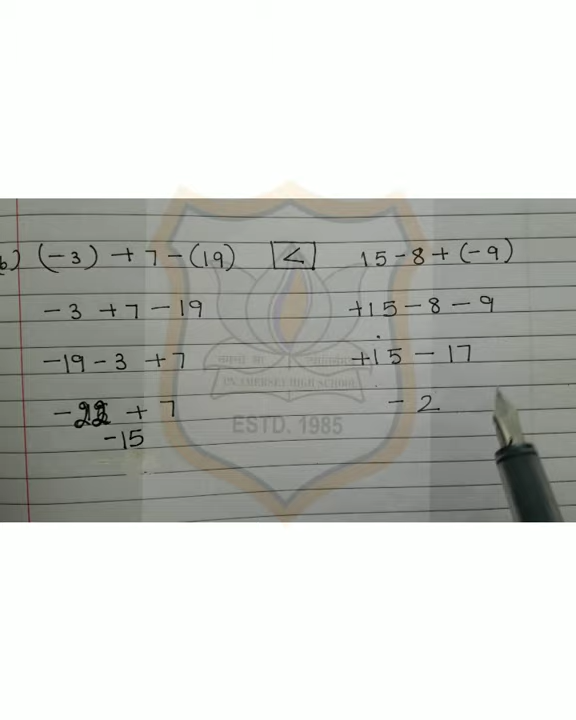 b) (-3) + 7 - (19) < 15 - 8 + (-9)
-3 + 7 - 19 +15 - 8 - 9
-19 - 3 + 7 +15 - 17
-22 + 7 - 2
-15
ESTD. 1985